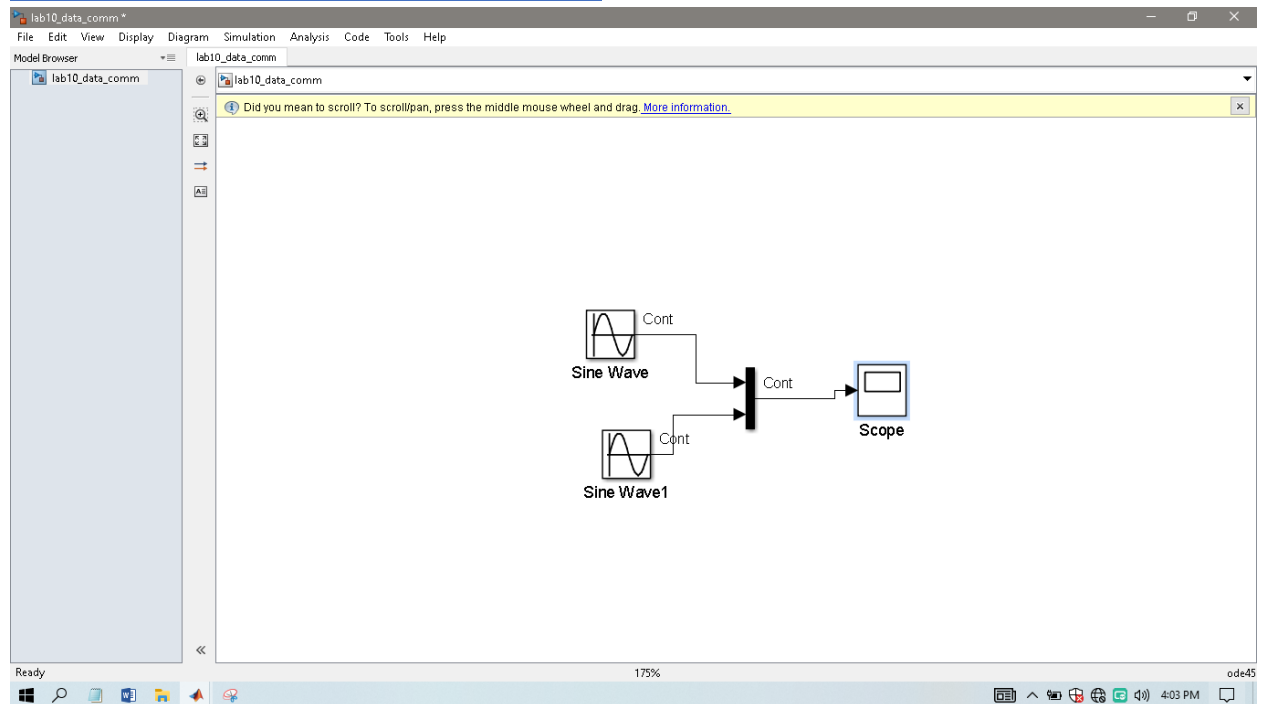 lab10_data_comm *
File Edit View Display Diagram Simulation Analysis Code Tools Help
Model Browser
lab10_data_comm
lab10_data_comm
lab10_data_comm
Did you mean to scroll? To scroll/pan, press the middle mouse wheel and drag. More information.
Cont
Sine Wave
Cont
Scope
Cont
Sine Wave1
Ready
175%
ode45
4:03 PM